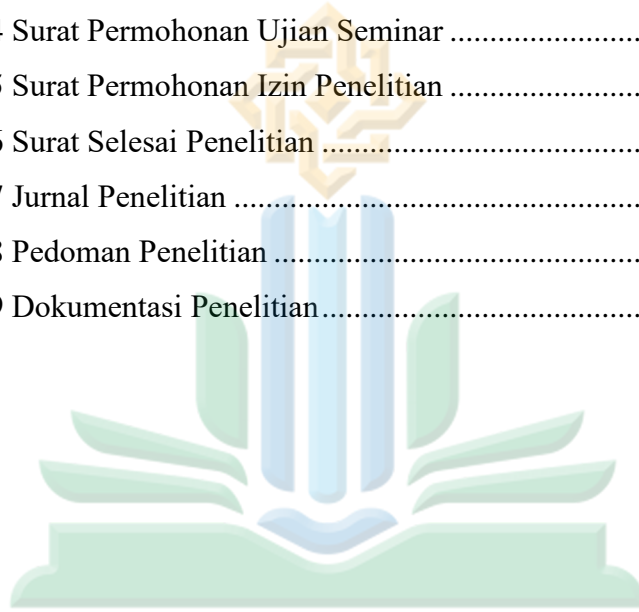 4 Surat Permohonan Ujian Seminar ........................
5 Surat Permohonan Izin Penelitian ........................
6 Surat Selesai Penelitian ........................................
7 Jurnal Penelitian ...................................................
8 Pedoman Penelitian ..............................................
9 Dokumentasi Penelitian ........................................